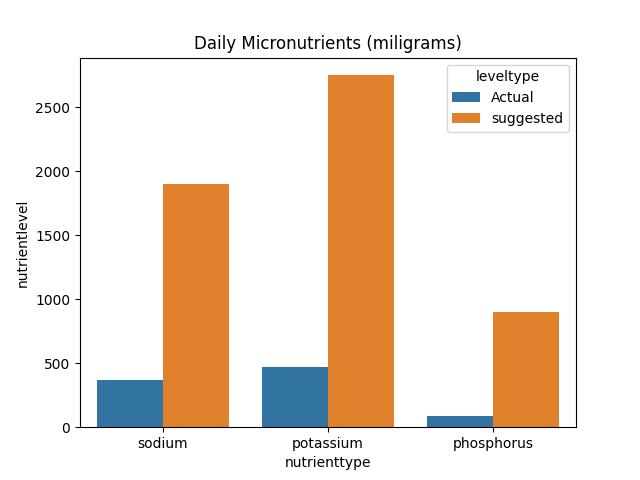 Daily Micronutrients (miligrams)
leveltype
Actual
suggested
nutrientlevel
2500
2000
1500
1000
500
0
sodium potassium phosphorus
nutrienttype